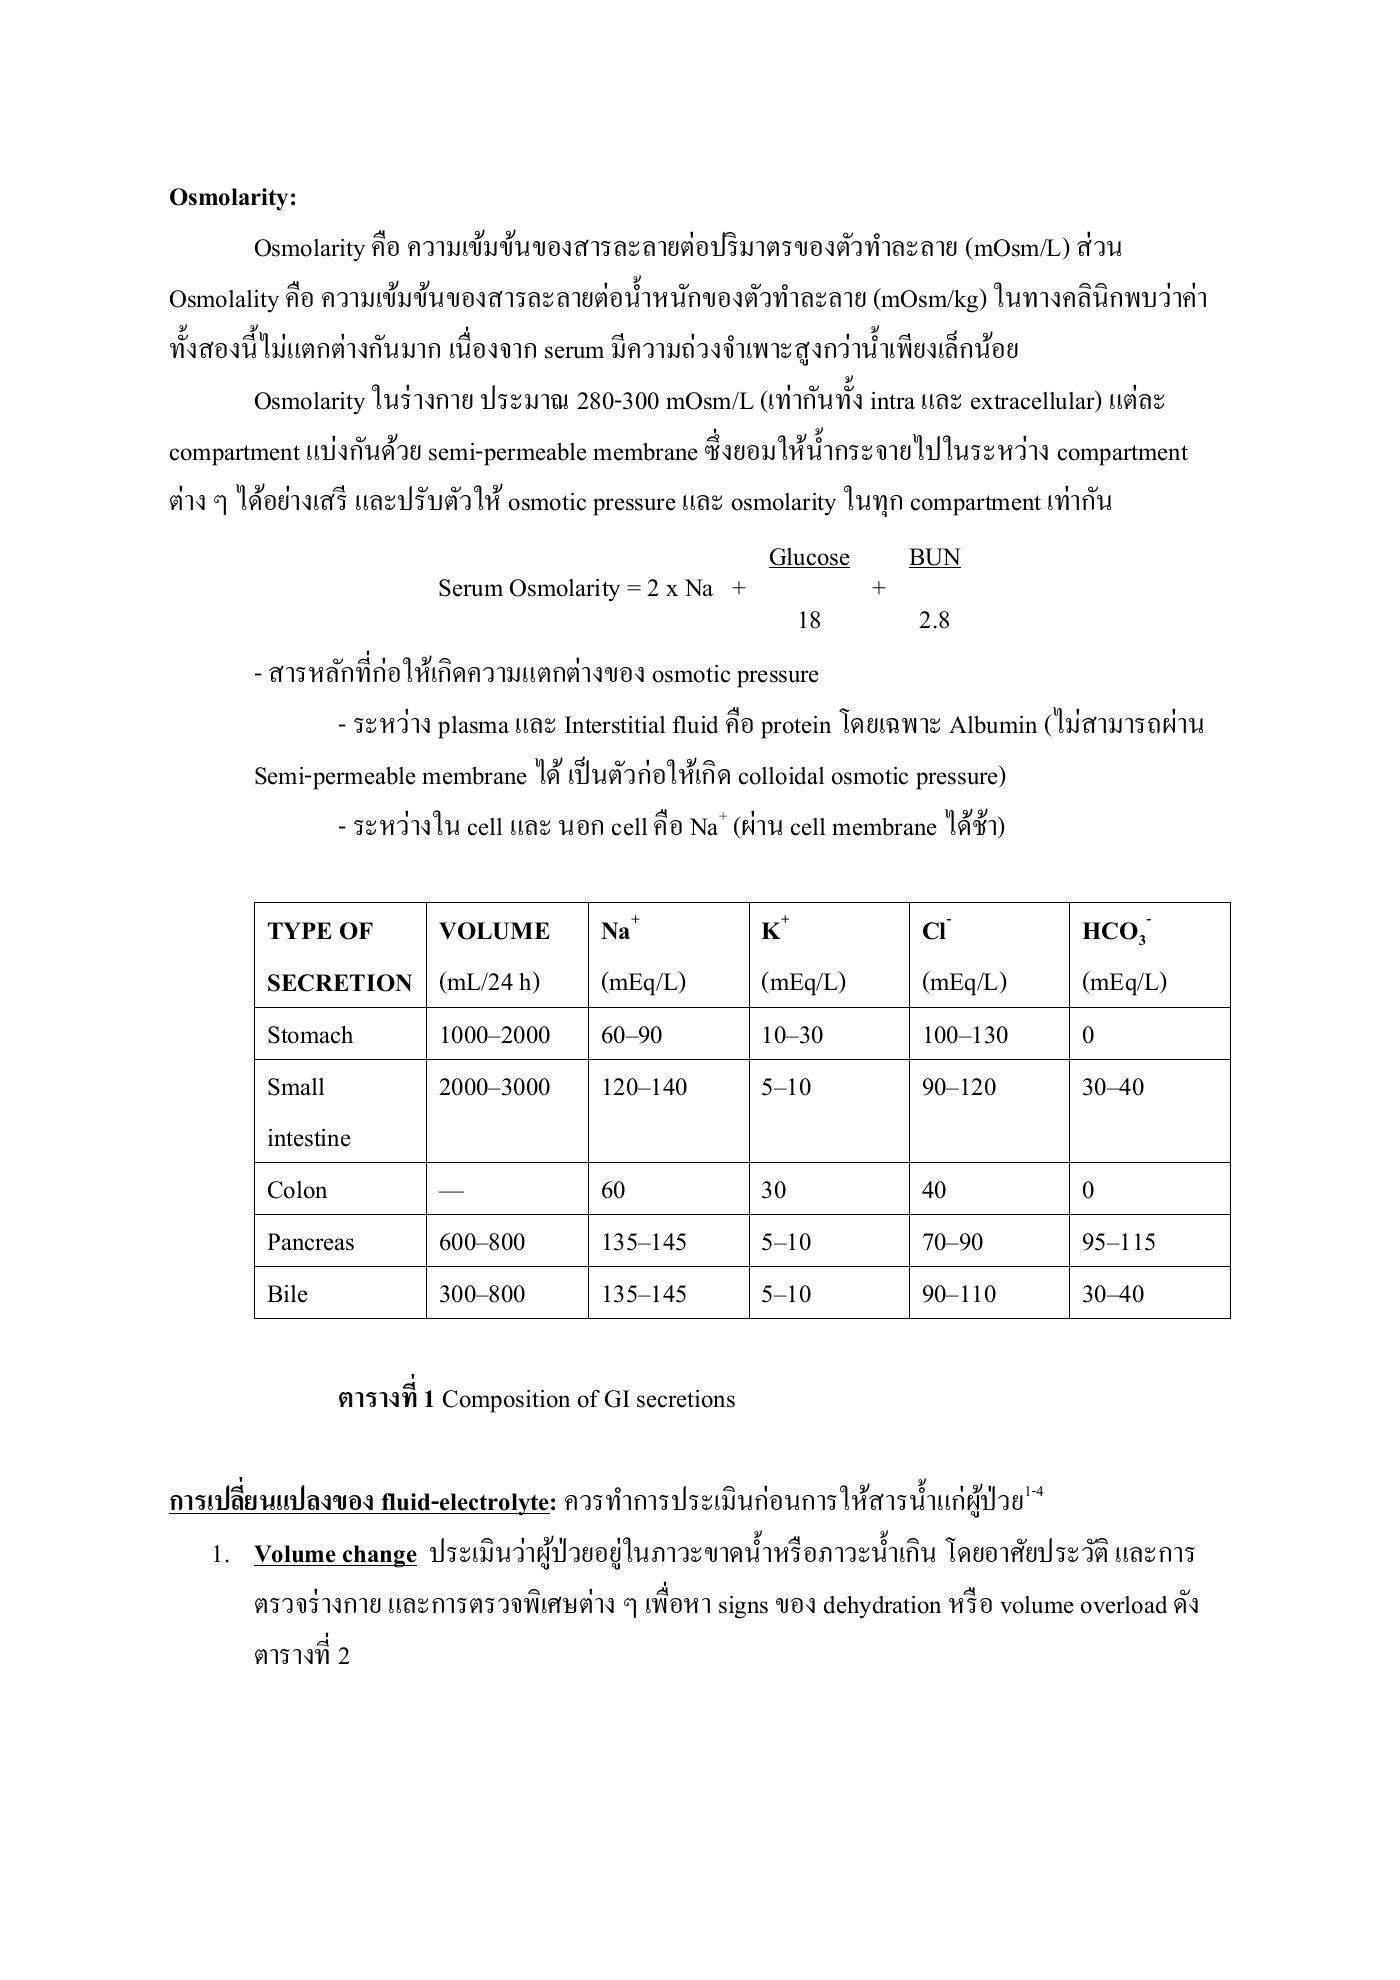 Osmolarity:
Osmolarity คือ ความเข้มข้นของสารละลายต่อปริมาตรของตัวทำละลาย (mOsm/L) ส่วน
Osmolality คือ ความเข้มข้นของสารละลายต่อน้ำหนักของตัวทำละลาย (mOsm/kg) ในทางคลินิกพบว่าค่า
ทั้งสองนี้ไม่แตกต่างกันมาก เนื่องจาก serum มีความถ่วงจำเพาะสูงกว่าน้ำเพียงเล็กน้อย
Osmolarity ในร่างกาย ประมาณ 280-300 mOsm/L (เท่ากันทั้ง intra และ extracellular) แต่ละ
compartment แบ่งกันด้วย semi-permeable membrane ซึ่งยอมให้น้ำกระจายไปในระหว่าง compartment
ต่าง ๆ ได้อย่างเสรี และปรับตัวให้ osmotic pressure และ osmolarity ในทุก compartment เท่ากัน
Glucose BUN
Serum Osmolarity = 2 x Na + +
18 2.8
- สารหลักที่ก่อให้เกิดความแตกต่างของ osmotic pressure
- ระหว่าง plasma และ Interstitial fluid คือ protein โดยเฉพาะ Albumin (ไม่สามารถผ่าน
Semi-permeable membrane ได้ เป็นตัวก่อให้เกิด colloidal osmotic pressure)
- ระหว่างใน cell และ นอก cell คือ Na⁺ (ผ่าน cell membrane ได้ช้า)
TYPE OF VOLUME Na⁺ K⁺ Cl⁻ HCO₃⁻
SECRETION (mL/24 h) (mEq/L) (mEq/L) (mEq/L) (mEq/L)
Stomach 1000–2000 60–90 10–30 100–130 0
Small 2000–3000 120–140 5–10 90–120 30–40
intestine
Colon — 60 30 40 0
Pancreas 600–800 135–145 5–10 70–90 95–115
Bile 300–800 135–145 5–10 90–110 30–40
ตารางที่ 1 Composition of GI secretions
การเปลี่ยนแปลงของ fluid-electrolyte: ควรทำการประเมินก่อนการให้สารน้ำแก่ผู้ป่วย¹⁻⁴
1. Volume change ประเมินว่าผู้ป่วยอยู่ในภาวะขาดน้ำหรือภาวะน้ำเกิน โดยอาศัยประวัติ และการ
ตรวจร่างกาย และการตรวจพิเศษต่าง ๆ เพื่อหา signs ของ dehydration หรือ volume overload ดัง
ตารางที่ 2